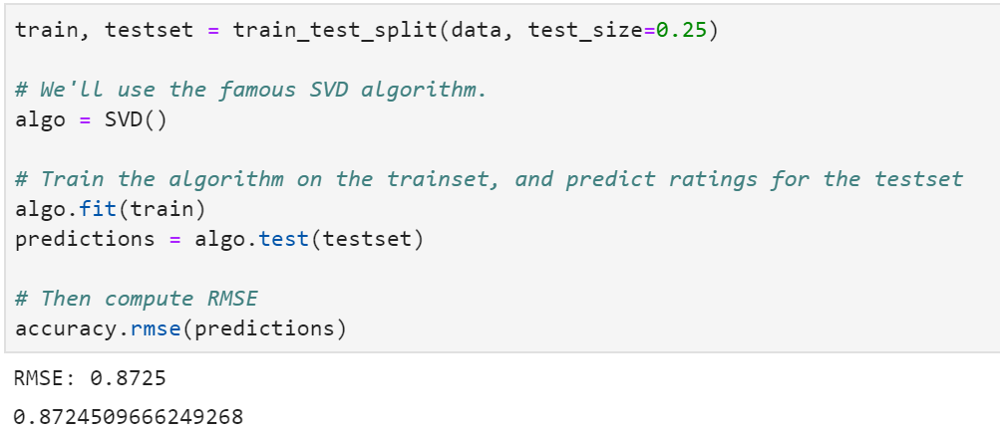 train, testset = train_test_split(data, test_size=0.25)
# We'll use the famous SVD algorithm.
algo = SVD()
# Train the algorithm on the trainset, and predict ratings for the testset
algo.fit(train)
predictions = algo.test(testset)
# Then compute RMSE
accuracy.rmse(predictions)
RMSE: 0.8725
0.8724509666249268